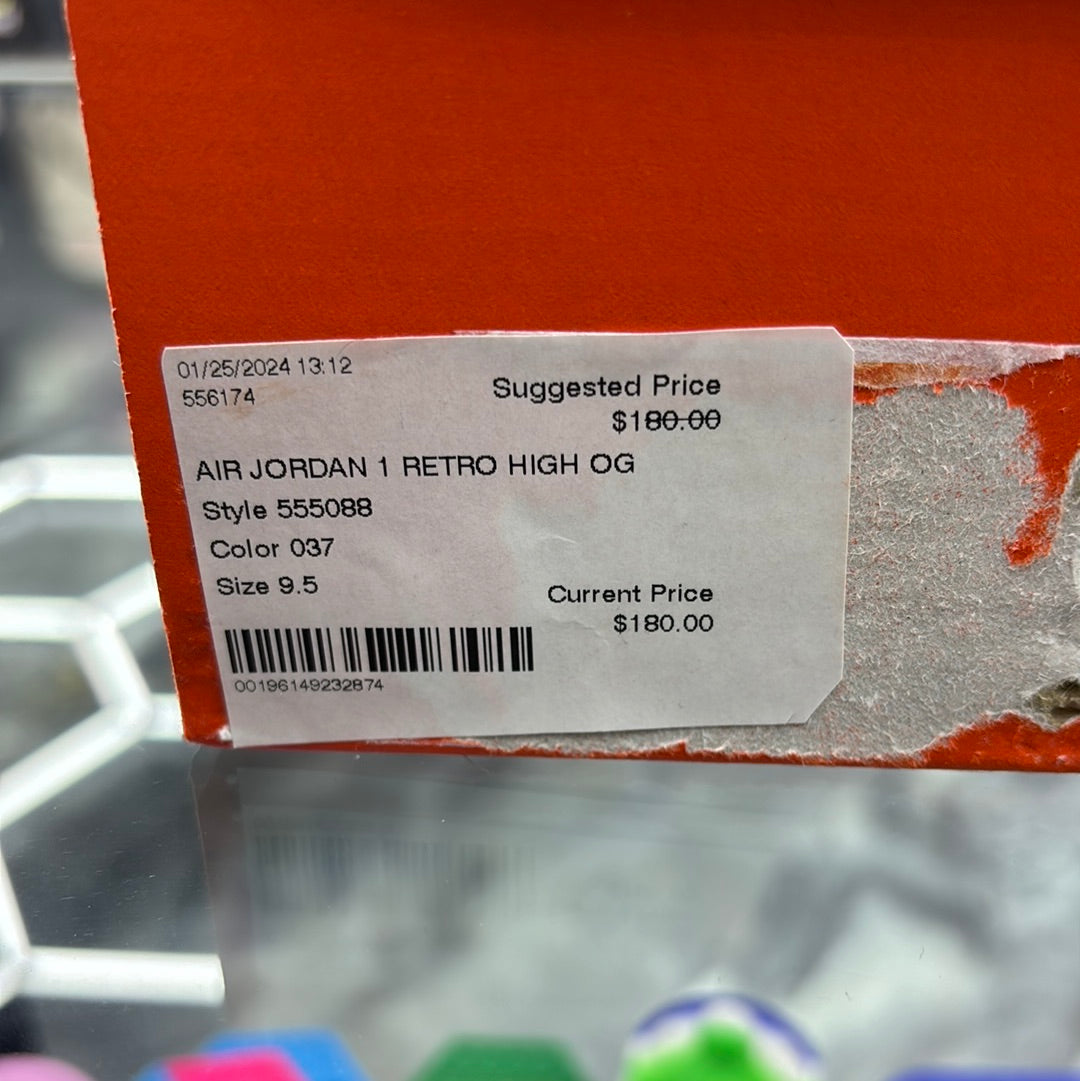 01/25/2024 13:12
556174
Suggested Price
$180.00
AIR JORDAN 1 RETRO HIGH OG
Style 555088
Color 037
Size 9.5
Current Price
$180.00
00196149232874